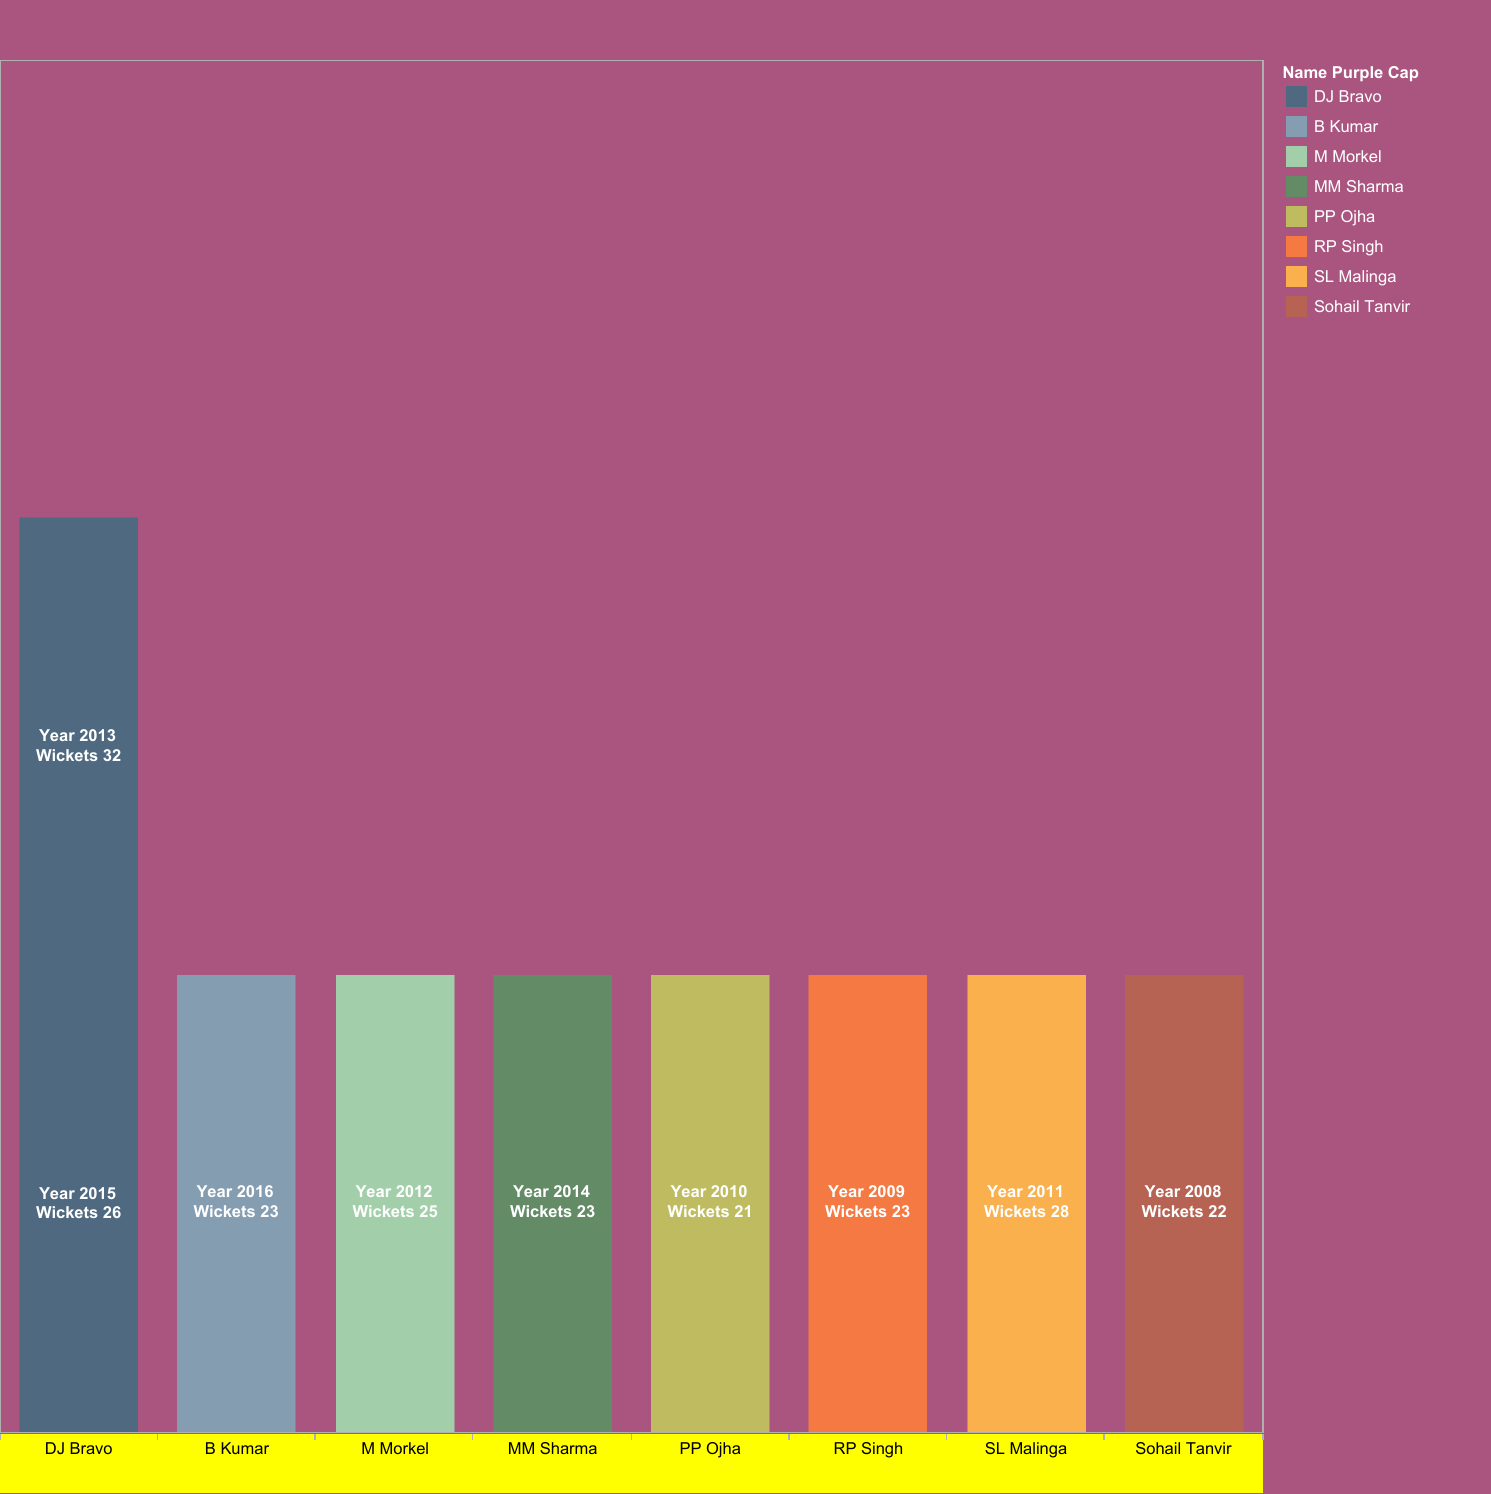 Name Purple Cap
DJ Bravo
B Kumar
M Morkel
MM Sharma
PP Ojha
RP Singh
SL Malinga
Sohail Tanvir
Year 2013
Wickets 32
Year 2015
Wickets 26
Year 2016
Wickets 23
Year 2012
Wickets 25
Year 2014
Wickets 23
Year 2010
Wickets 21
Year 2009
Wickets 23
Year 2011
Wickets 28
Year 2008
Wickets 22
DJ Bravo
B Kumar
M Morkel
MM Sharma
PP Ojha
RP Singh
SL Malinga
Sohail Tanvir